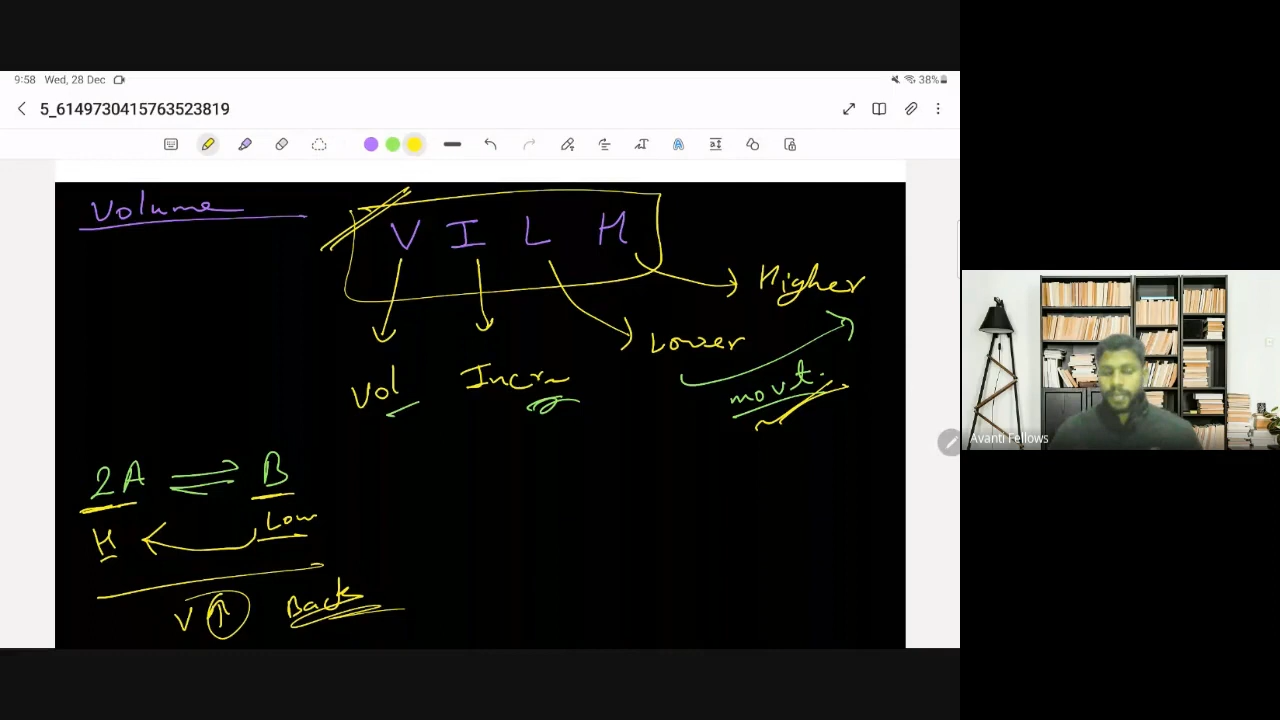 9:58 Wed, 28 Dec 38%
5_6149730415763523819
Volume
V I L H
Higher
Lower
Vol Incr
movt.
2A ⇌ B
H ← Low
V ↑ Back
Avanti Fellows